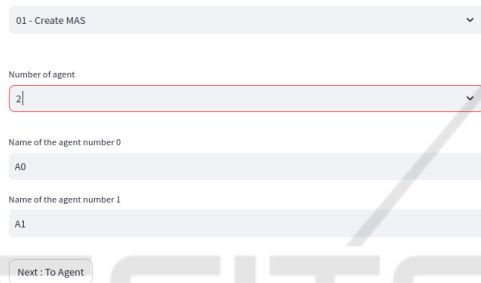 01 - Create MAS
Number of agent
2
Name of the agent number 0
A0
Name of the agent number 1
A1
Next : To Agent